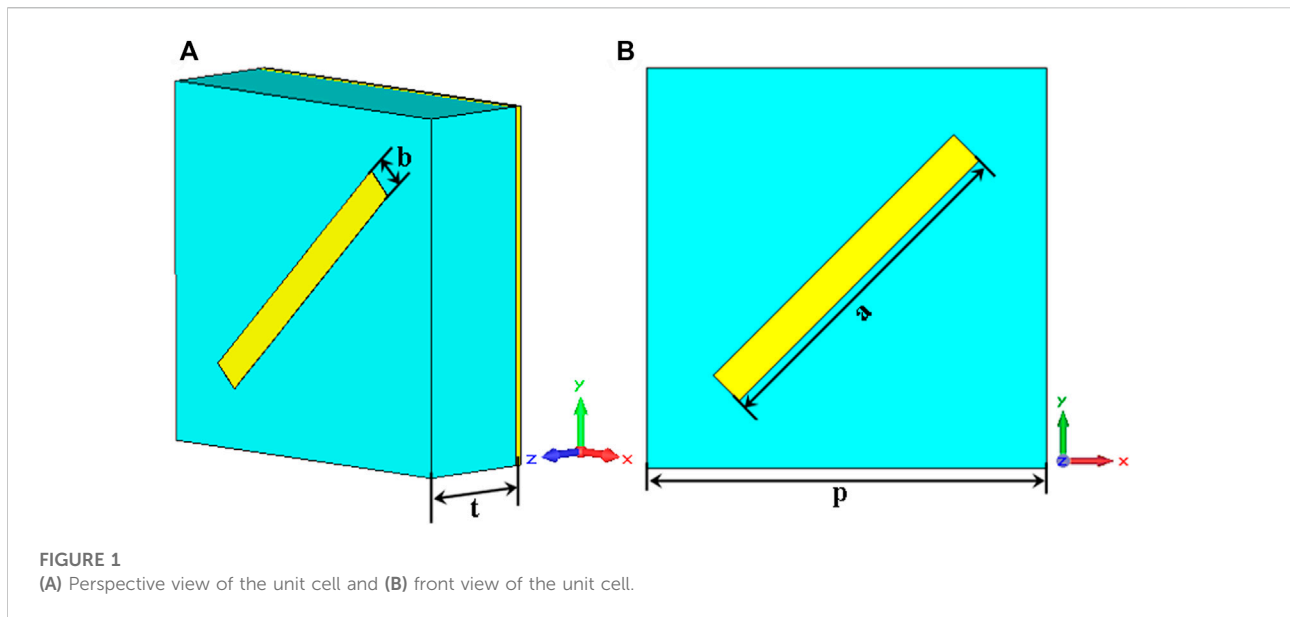 A
B
b
a
y
z
x
t
y
z
x
p
FIGURE 1
(A) Perspective view of the unit cell and (B) front view of the unit cell.